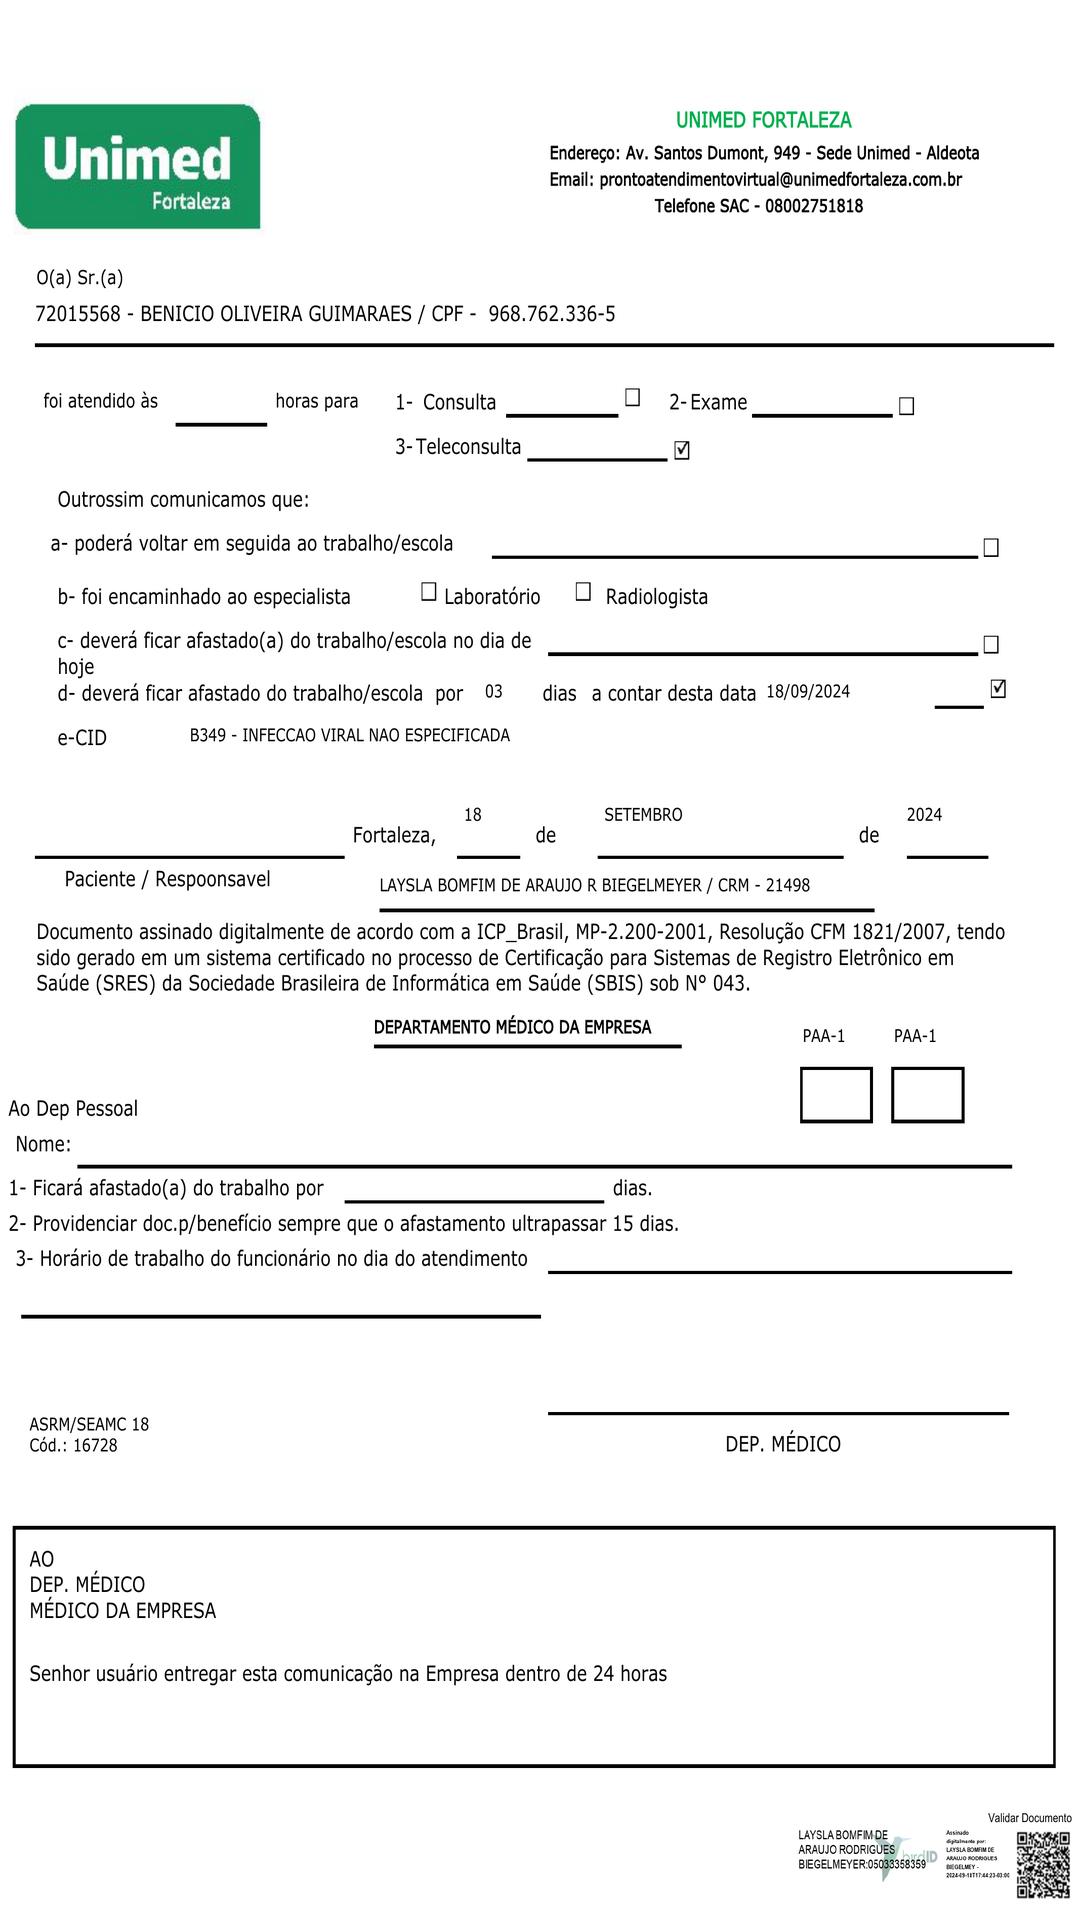 Unimed
Fortaleza
UNIMED FORTALEZA
Endereço: Av. Santos Dumont, 949 - Sede Unimed - Aldeota
Email: prontoatendimentovirtual@unimedfortaleza.com.br
Telefone SAC - 08002751818
O(a) Sr.(a)
72015568 - BENICIO OLIVEIRA GUIMARAES / CPF - 968.762.336-5
foi atendido às horas para 1- Consulta 2- Exame
3- Teleconsulta
Outrossim comunicamos que:
a- poderá voltar em seguida ao trabalho/escola
b- foi encaminhado ao especialista Laboratório Radiologista
c- deverá ficar afastado(a) do trabalho/escola no dia de
hoje
d- deverá ficar afastado do trabalho/escola por 03 dias a contar desta data 18/09/2024
e-CID B349 - INFECCAO VIRAL NAO ESPECIFICADA
Fortaleza, 18 de SETEMBRO de 2024
Paciente / Respoonsavel
LAYSLA BOMFIM DE ARAUJO R BIEGELMEYER / CRM - 21498
Documento assinado digitalmente de acordo com a ICP_Brasil, MP-2.200-2001, Resolução CFM 1821/2007, tendo
sido gerado em um sistema certificado no processo de Certificação para Sistemas de Registro Eletrônico em
Saúde (SRES) da Sociedade Brasileira de Informática em Saúde (SBIS) sob N° 043.
DEPARTAMENTO MÉDICO DA EMPRESA
PAA-1 PAA-1
Ao Dep Pessoal
Nome:
1- Ficará afastado(a) do trabalho por dias.
2- Providenciar doc.p/benefício sempre que o afastamento ultrapassar 15 dias.
3- Horário de trabalho do funcionário no dia do atendimento
ASRM/SEAMC 18
Cód.: 16728
DEP. MÉDICO
AO
DEP. MÉDICO
MÉDICO DA EMPRESA
Senhor usuário entregar esta comunicação na Empresa dentro de 24 horas
Validar Documento
LAYSLA BOMFIM DE
ARAUJO RODRIGUES
BIEGELMEYER:05033358359
birdID
Assinado
digitalmente por:
LAYSLA BOMFIM DE
ARAUJO RODRIGUES
BIEGELMEY -
2024-09-18T17:44:23-03:00